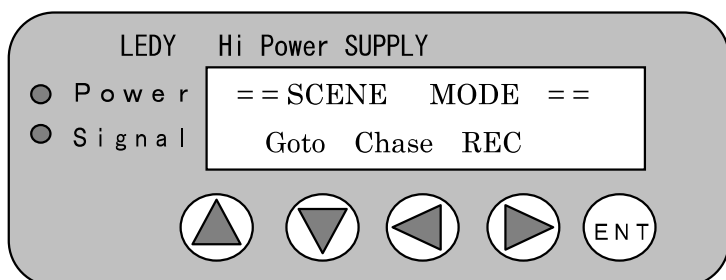 LEDY Hi Power SUPPLY
Power
==SCENE MODE ==
Signal
Goto Chase REC
ENT